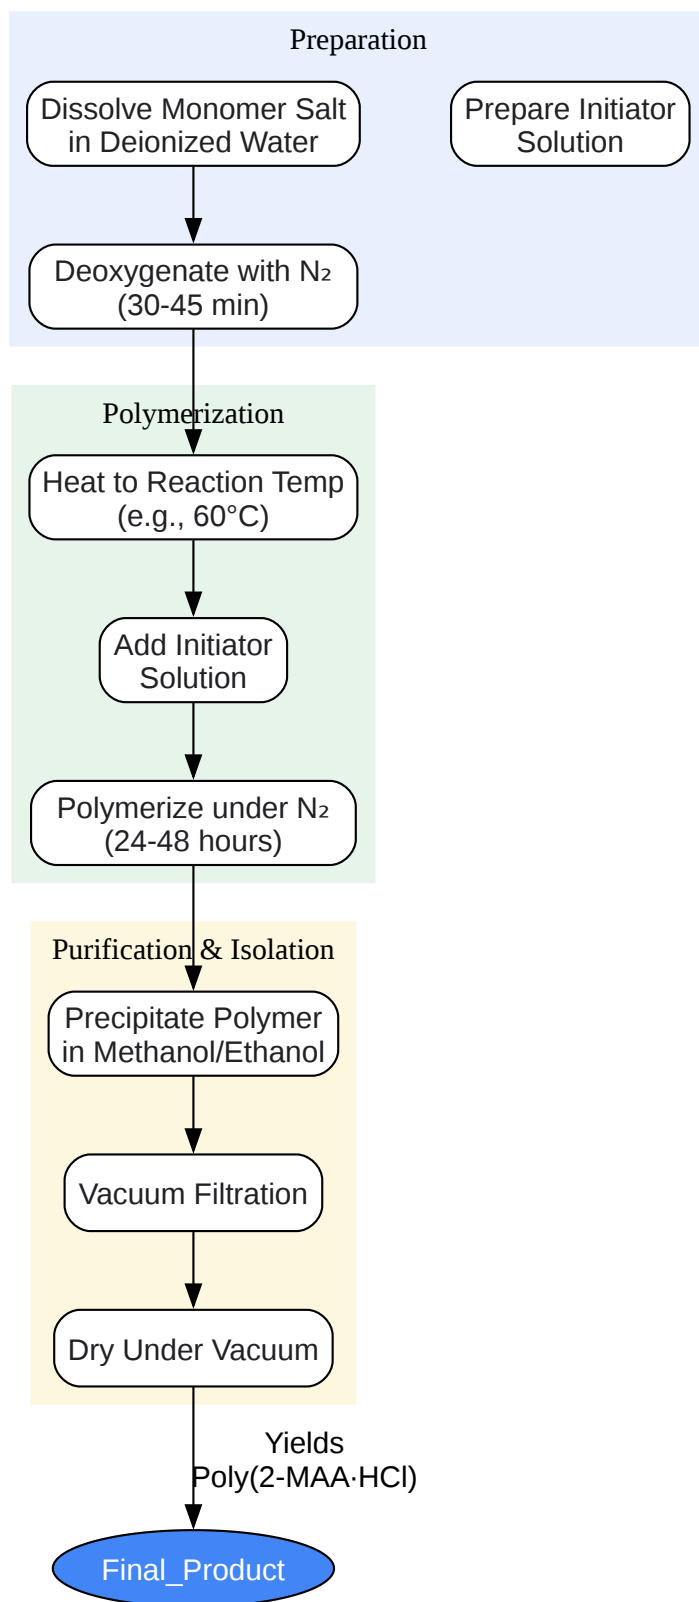 Preparation
Dissolve Monomer Salt
in Deionized Water
Prepare Initiator
Solution
Deoxygenate with N₂
(30-45 min)
Polymerization
Heat to Reaction Temp
(e.g., 60°C)
Add Initiator
Solution
Polymerize under N₂
(24-48 hours)
Purification & Isolation
Precipitate Polymer
in Methanol/Ethanol
Vacuum Filtration
Dry Under Vacuum
Yields
Poly(2-MAA·HCl)
Final_Product